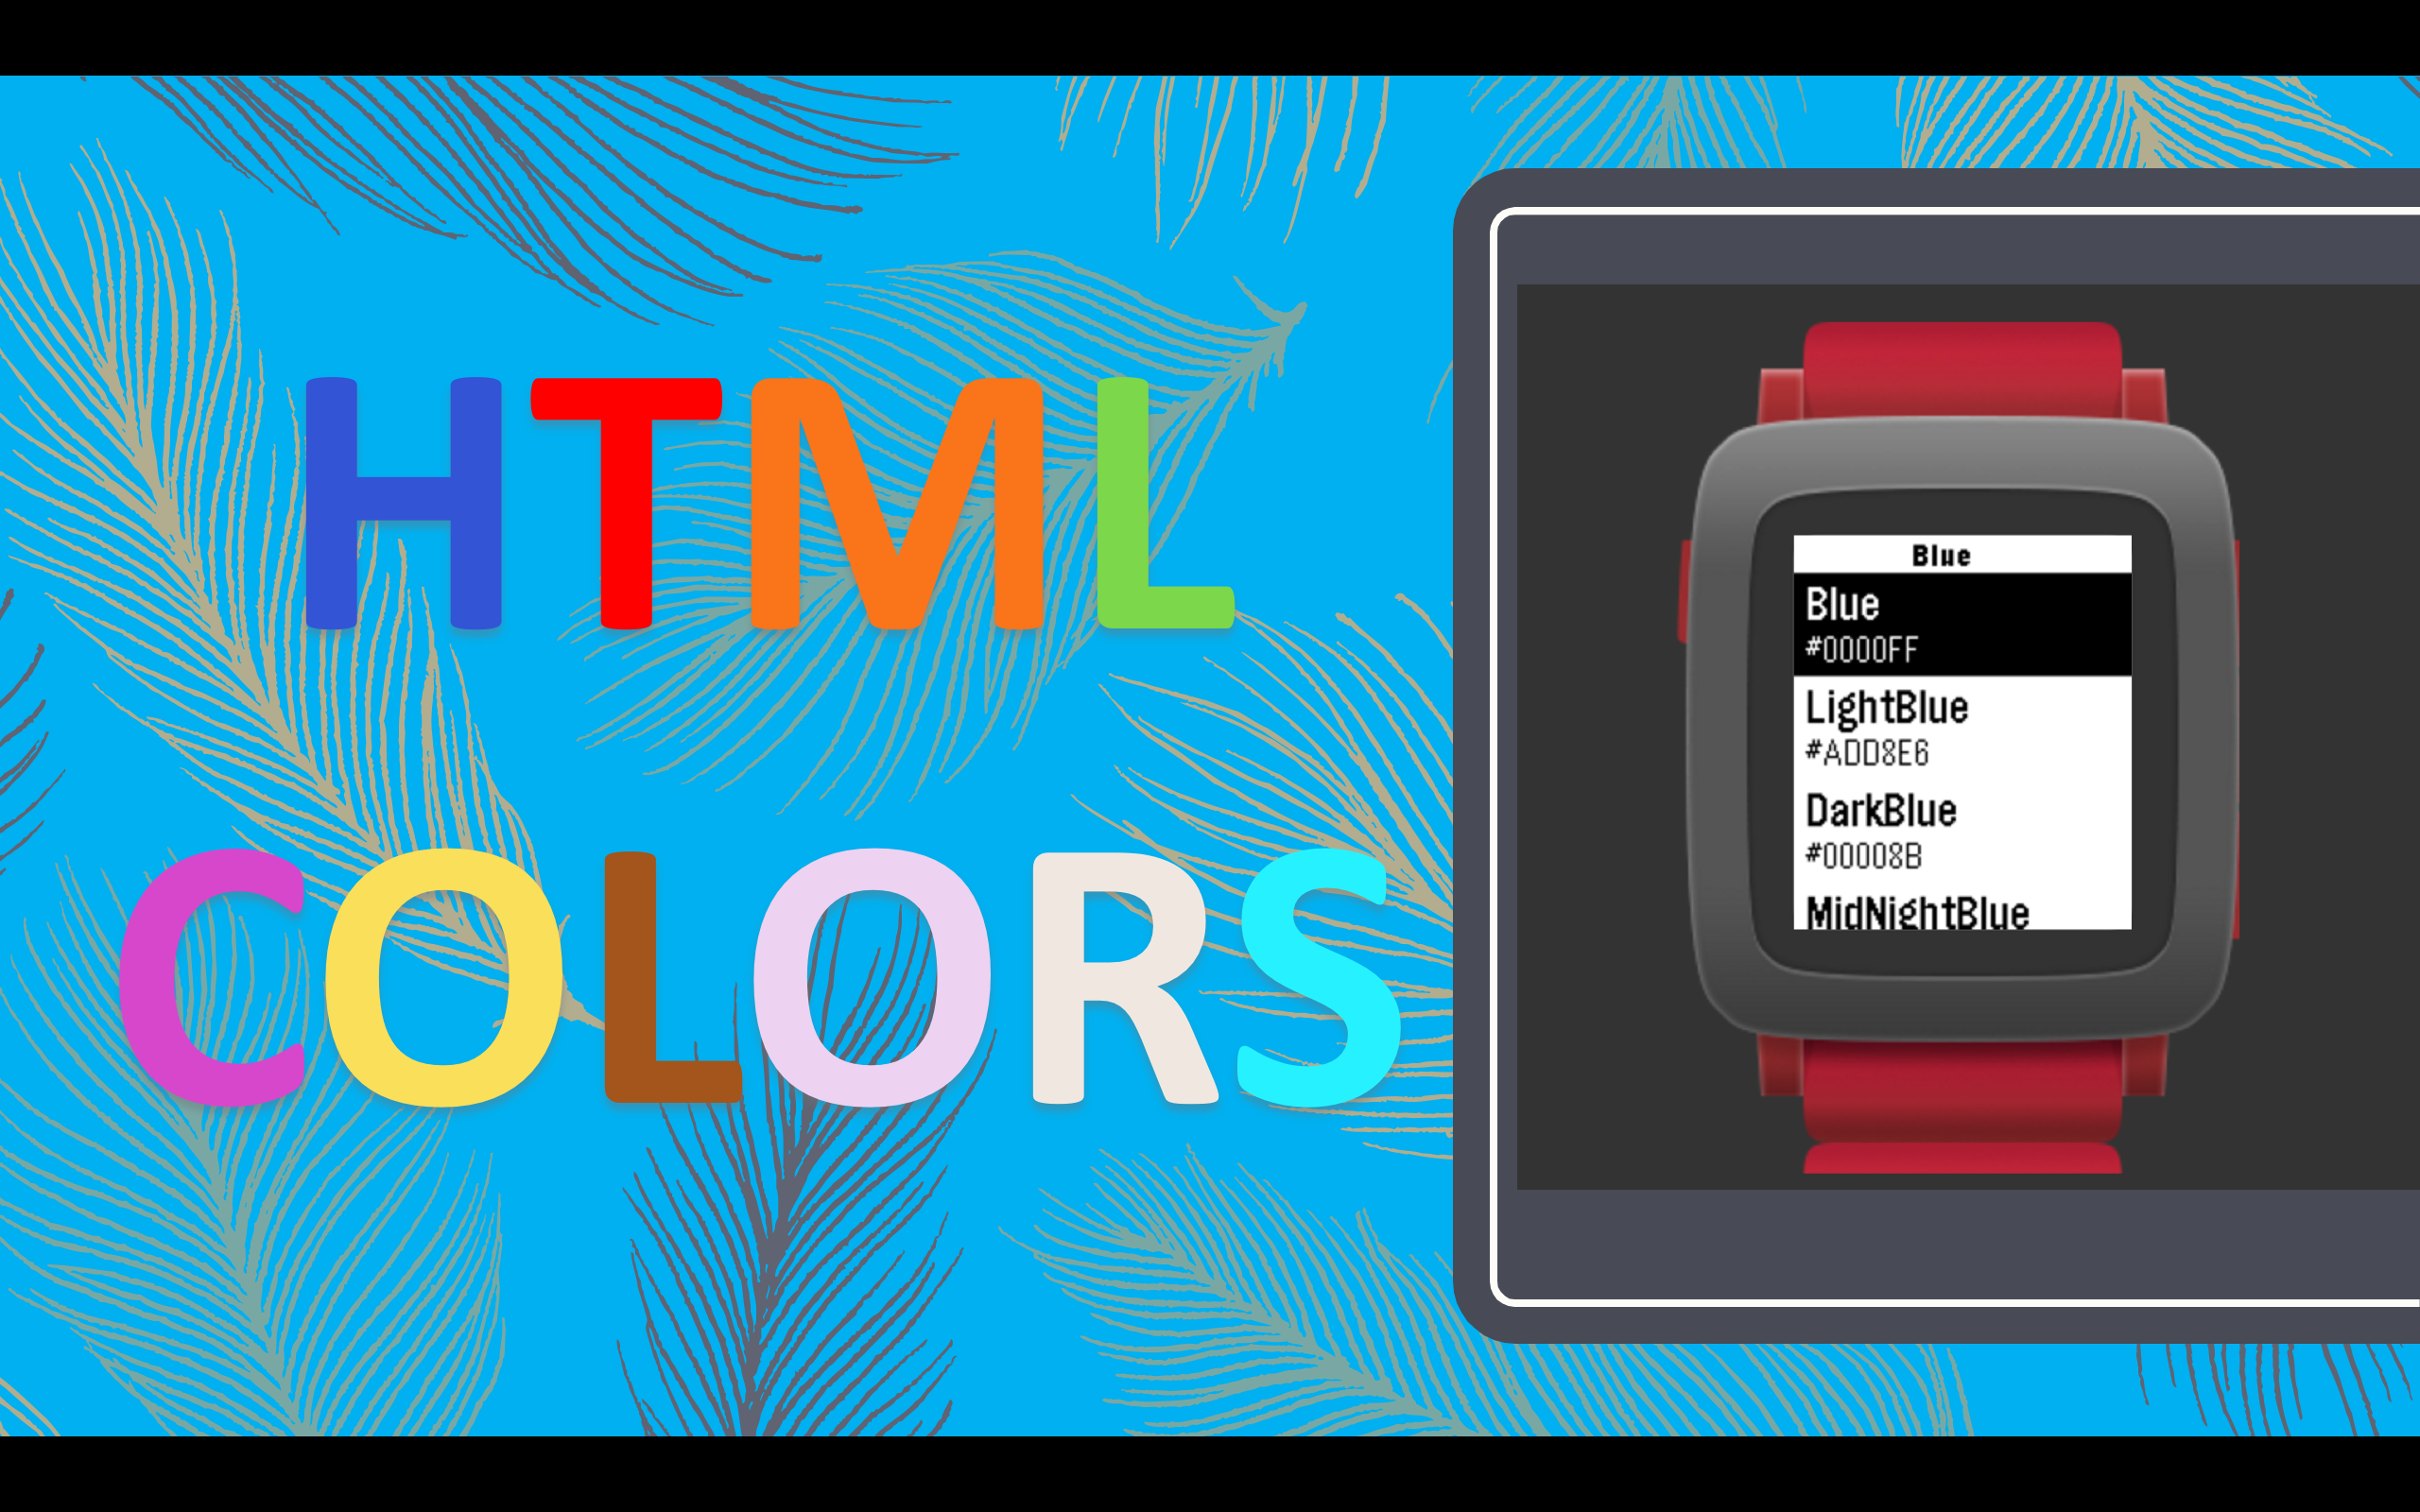 HTML
COLORS
Blue
Blue
#0000FF
LightBlue
#ADD8E6
DarkBlue
#00008B
MidNightBlue